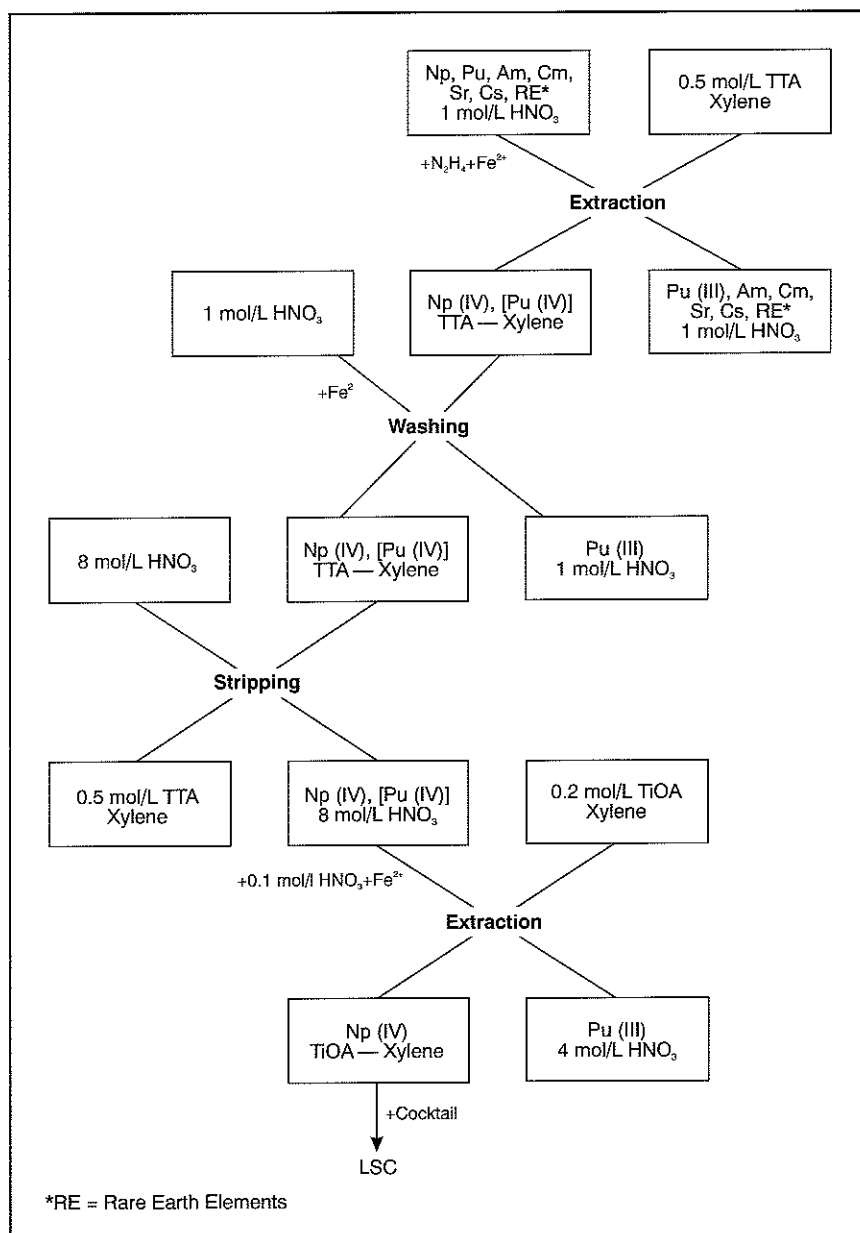 Np, Pu, Am, Cm,
Sr, Cs, RE*
1 mol/L HNO₃
0.5 mol/L TTA
Xylene
+N₂H₄+Fe²⁺
Extraction
1 mol/L HNO₃
Np (IV), [Pu (IV)]
TTA — Xylene
Pu (III), Am, Cm,
Sr, Cs, RE*
1 mol/L HNO₃
+Fe²
Washing
8 mol/L HNO₃
Np (IV), [Pu (IV)]
TTA — Xylene
Pu (III)
1 mol/L HNO₃
Stripping
0.5 mol/L TTA
Xylene
Np (IV), [Pu (IV)]
8 mol/L HNO₃
0.2 mol/L TiOA
Xylene
+0.1 mol/l HNO₃+Fe²⁺
Extraction
Np (IV)
TiOA — Xylene
Pu (III)
4 mol/L HNO₃
+Cocktail
LSC
*RE = Rare Earth Elements